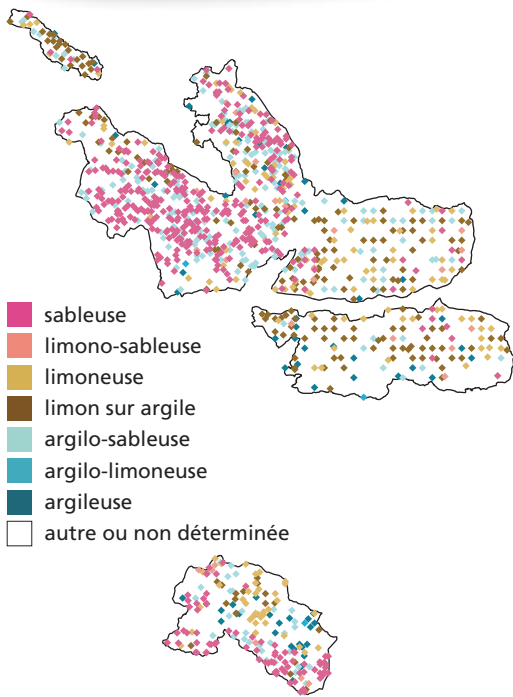 sableuse
limono-sableuse
limoneuse
limon sur argile
argilo-sableuse
argilo-limoneuse
argileuse
autre ou non déterminée